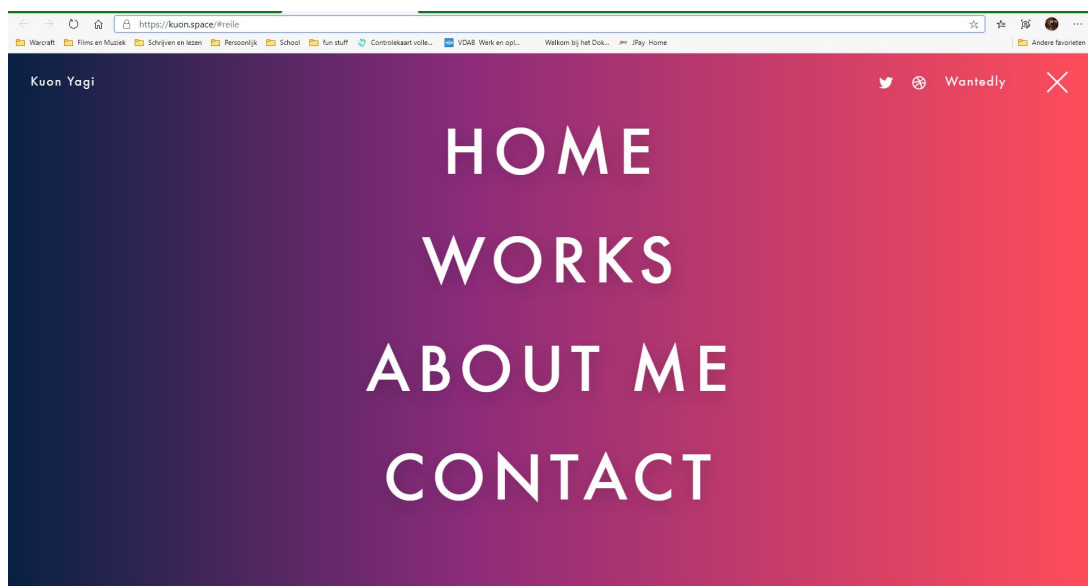 https://kuon.space/#reile
Warcraft Films en Muziek Schrijven en lezen Persoonlijk School fun stuff Controlekaart volle... VDAB Werk en opl... Welkom bij het Dok... JPay Home Andere favorieten
Kuon Yagi Wantedly
HOME
WORKS
ABOUT ME
CONTACT